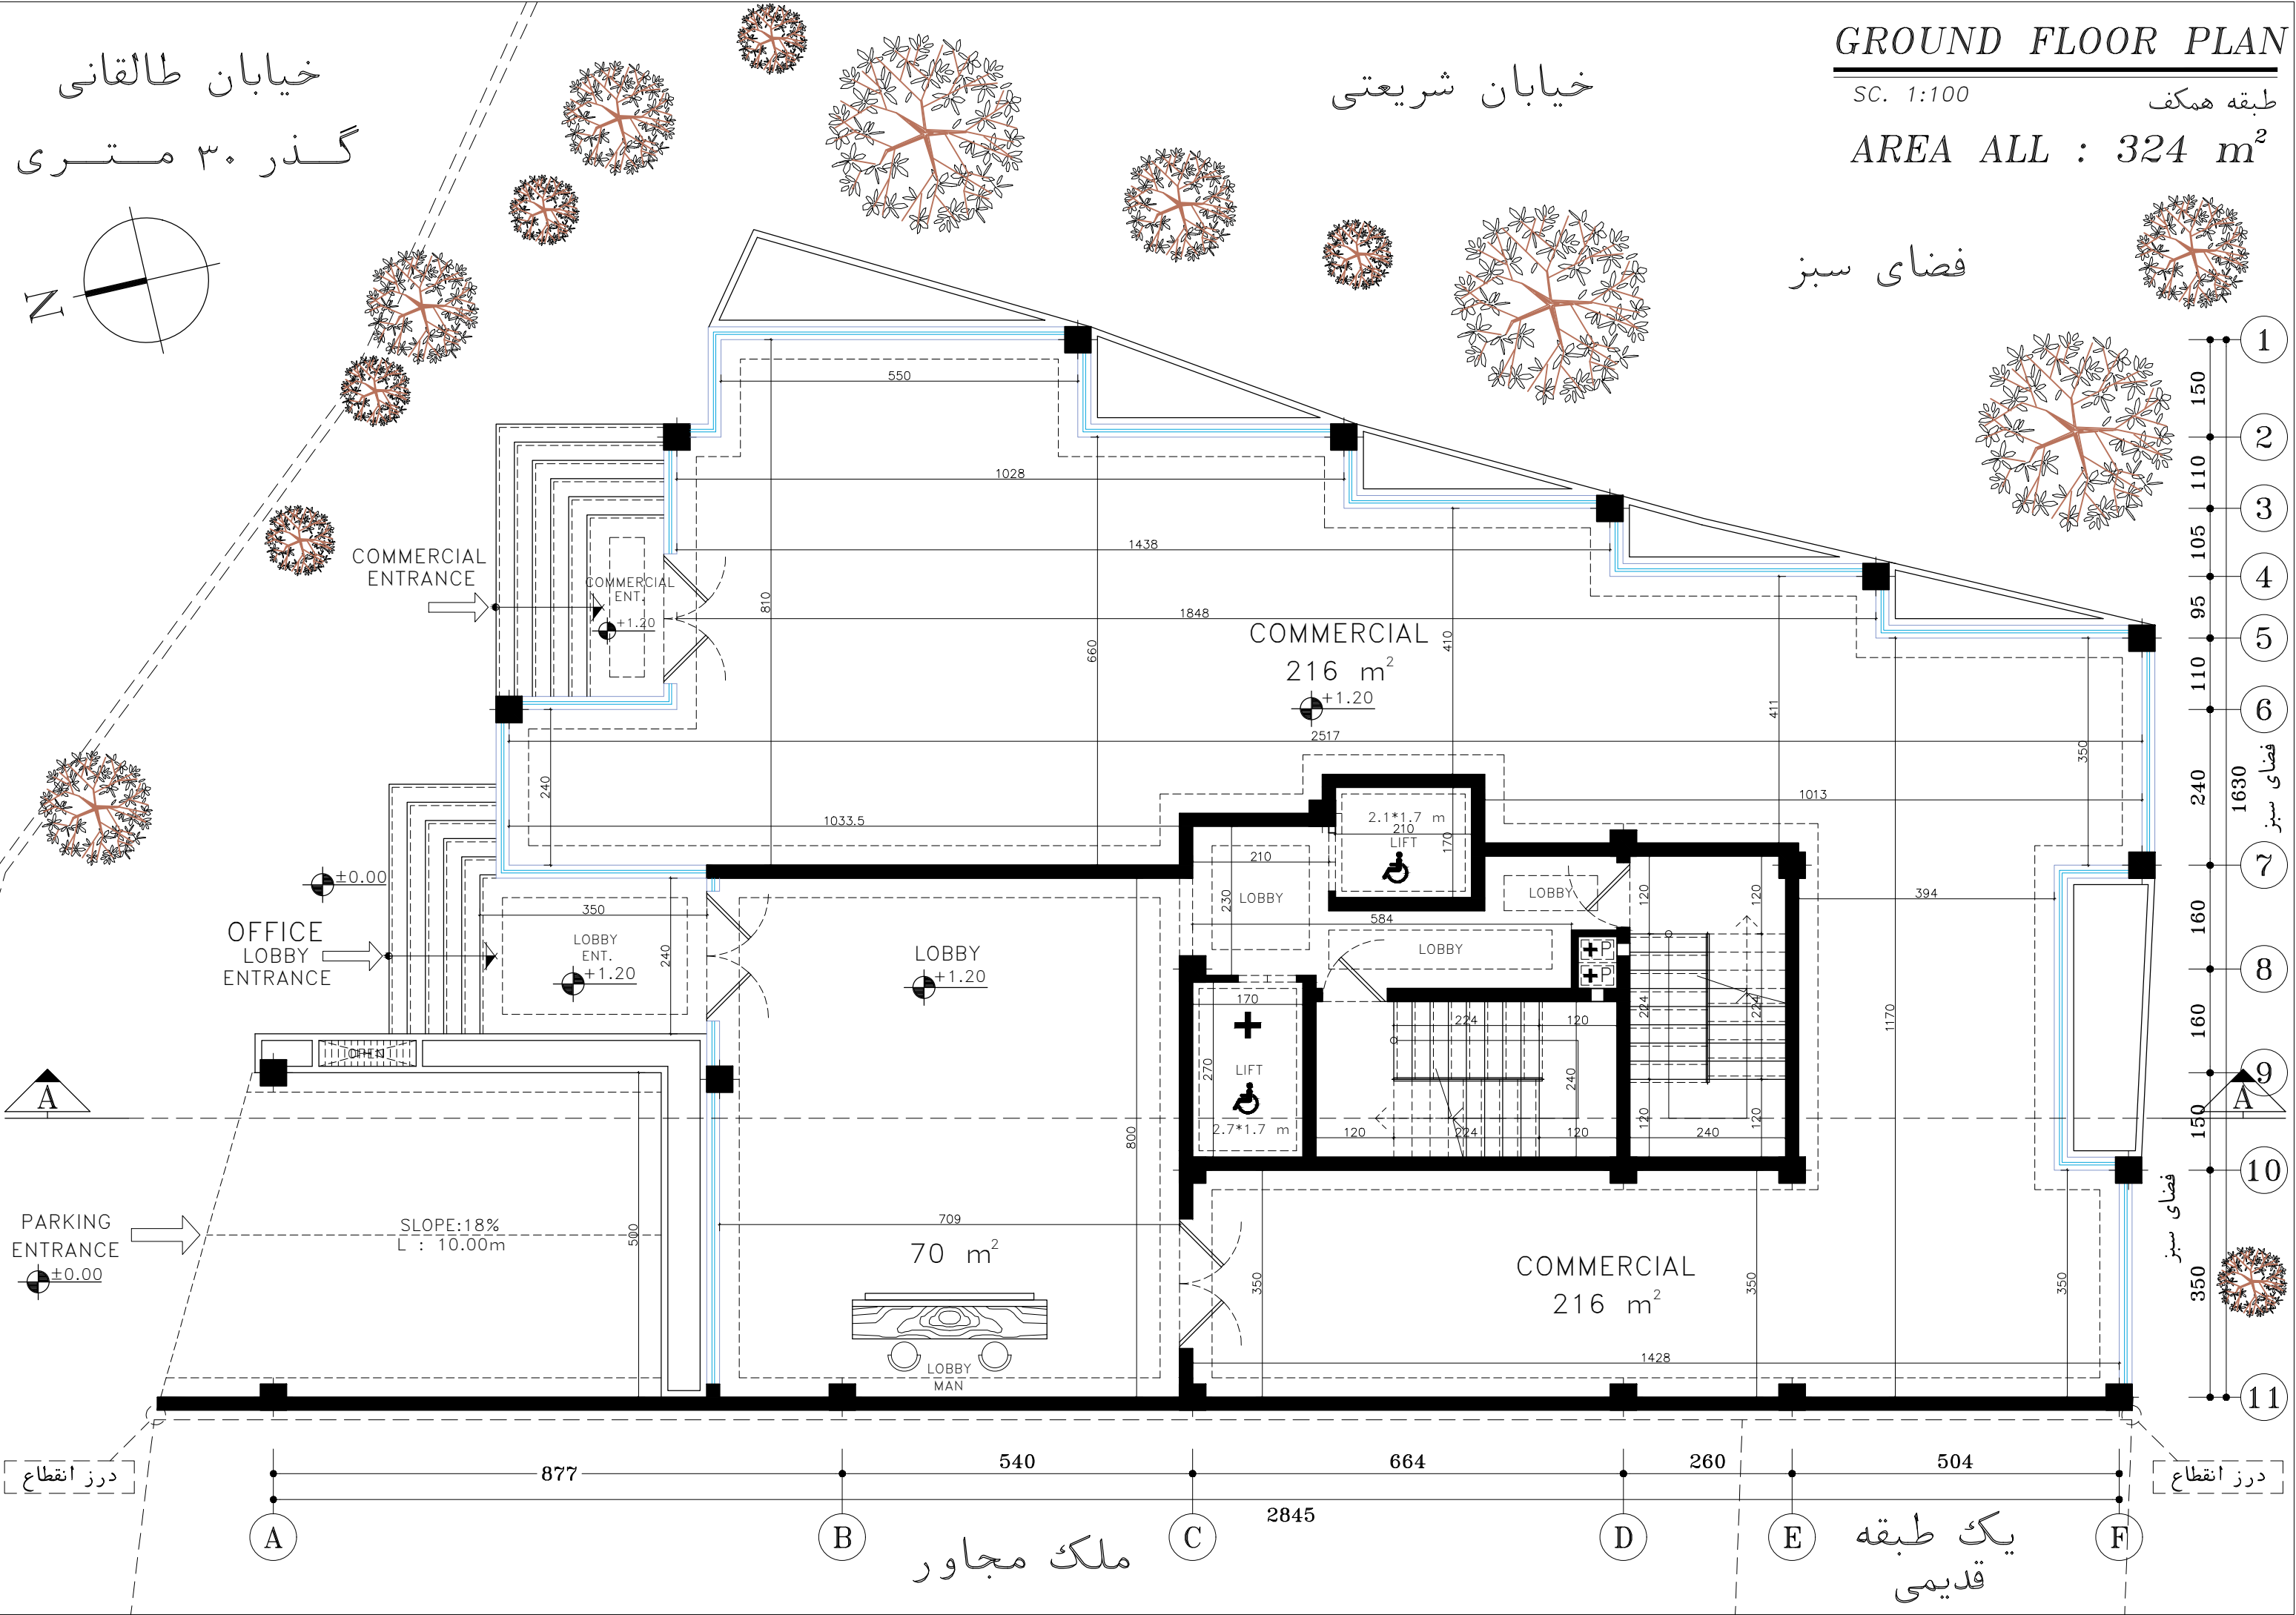 خیابان طالقانی
گذر ۳۰ متری
خیابان شریعتی
GROUND FLOOR PLAN
SC. 1:100
طبقه همکف
AREA ALL : 324 m²
فضای سبز
N
1
150
2
110
3
105
4
95
5
110
6
240
1630
فضای سبز
7
160
8
160
9
A
150
10
فضای سبز
350
11
550
1028
COMMERCIAL
ENTRANCE
COMMERCIAL
ENT.
+1.20
1438
810
1848
660
COMMERCIAL
216 m²
+1.20
410
411
350
2517
240
1033.5
1013
2.1*1.7 m
210
LIFT
170
210
LOBBY
230
584
LOBBY
LOBBY
120
120
394
±0.00
OFFICE
LOBBY
ENTRANCE
350
LOBBY
ENT.
+1.20
240
LOBBY
+1.20
P
P
170
LIFT
270
2.7*1.7 m
224
120
240
120
224
120
224
224
120
120
240
1170
OPEN
A
800
PARKING
ENTRANCE
±0.00
SLOPE:18%
L : 10.00m
500
709
70 m²
LOBBY
MAN
350
COMMERCIAL
216 m²
350
350
1428
درز انقطاع
877
540
664
260
504
درز انقطاع
2845
A
B
C
D
E
F
ملک مجاور
یک طبقه
قدیمی